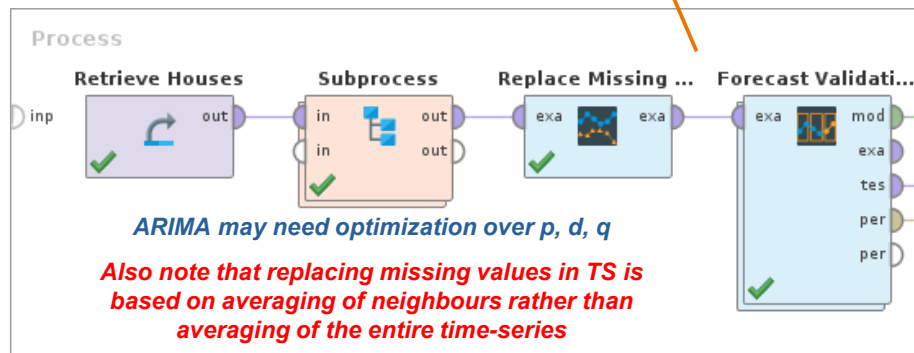 Process
Retrieve Houses Subprocess Replace Missing ... Forecast Validati...
inp out in out exa exa exa mod
in out exa
tes
per
per
ARIMA may need optimization over p, d, q
Also note that replacing missing values in TS is
based on averaging of neighbours rather than
averaging of the entire time-series